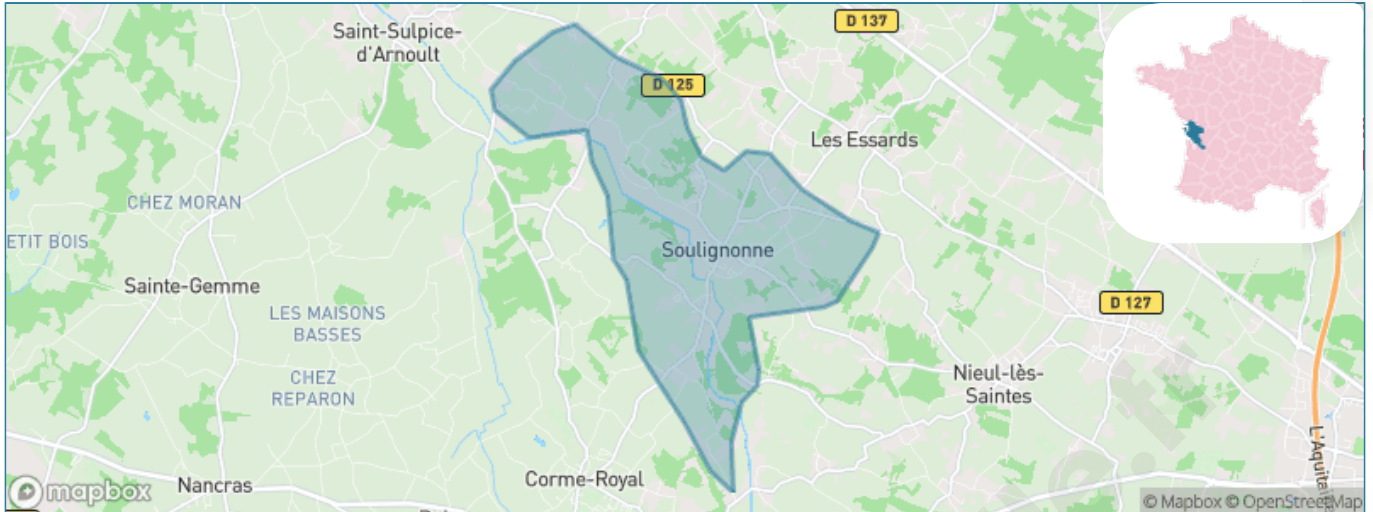 Saint-Sulpice-
d'Arnoult
D 137
D 125
Les Essards
CHEZ MORAN
ETIT BOIS
Soulignonne
Sainte-Gemme
LES MAISONS
BASSES
D 127
CHEZ
REPARON
Nieul-lès-
Saintes
L'Aquitai
Corme-Royal
Nancras
mapbox
© Mapbox © OpenStreetMap